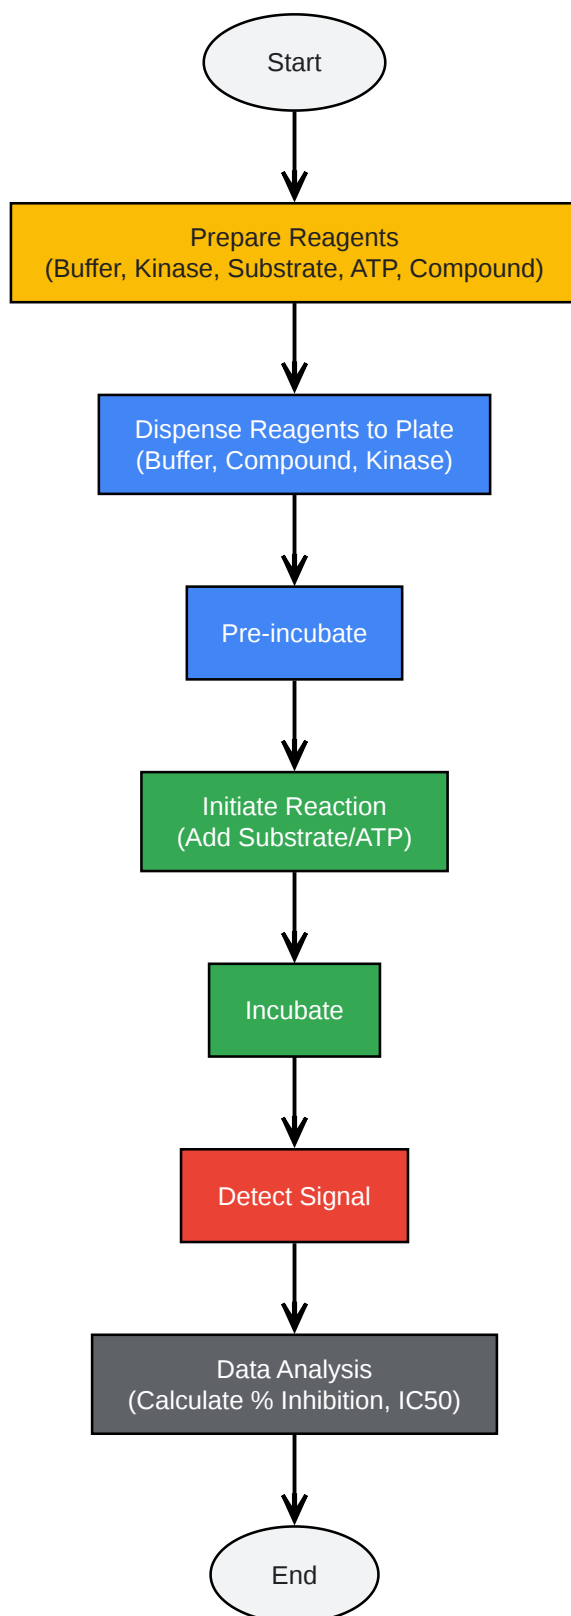 Start
Prepare Reagents
(Buffer, Kinase, Substrate, ATP, Compound)
Dispense Reagents to Plate
(Buffer, Compound, Kinase)
Pre-incubate
Initiate Reaction
(Add Substrate/ATP)
Incubate
Detect Signal
Data Analysis
(Calculate % Inhibition, IC50)
End